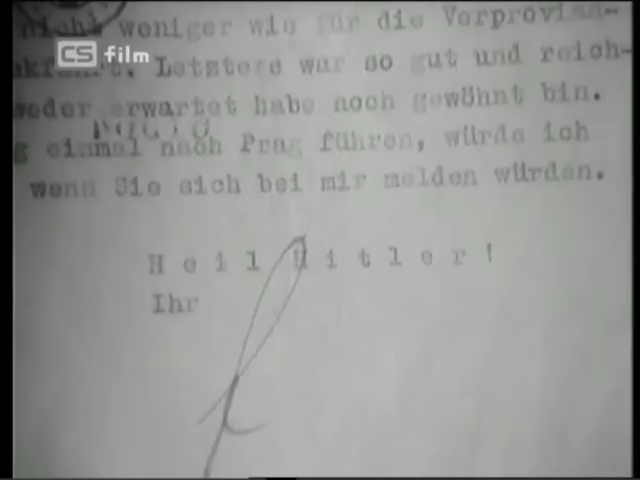 nicht weniger wie für die Verprovian-
CS film
akfahrt. Letztere war so gut und reich-
weder erwartet habe noch gewöhnt bin.
g einmal nach Prag führen, würde ich
wenn Sie sich bei mir melden würden.
Heil Hitler!
Ihr